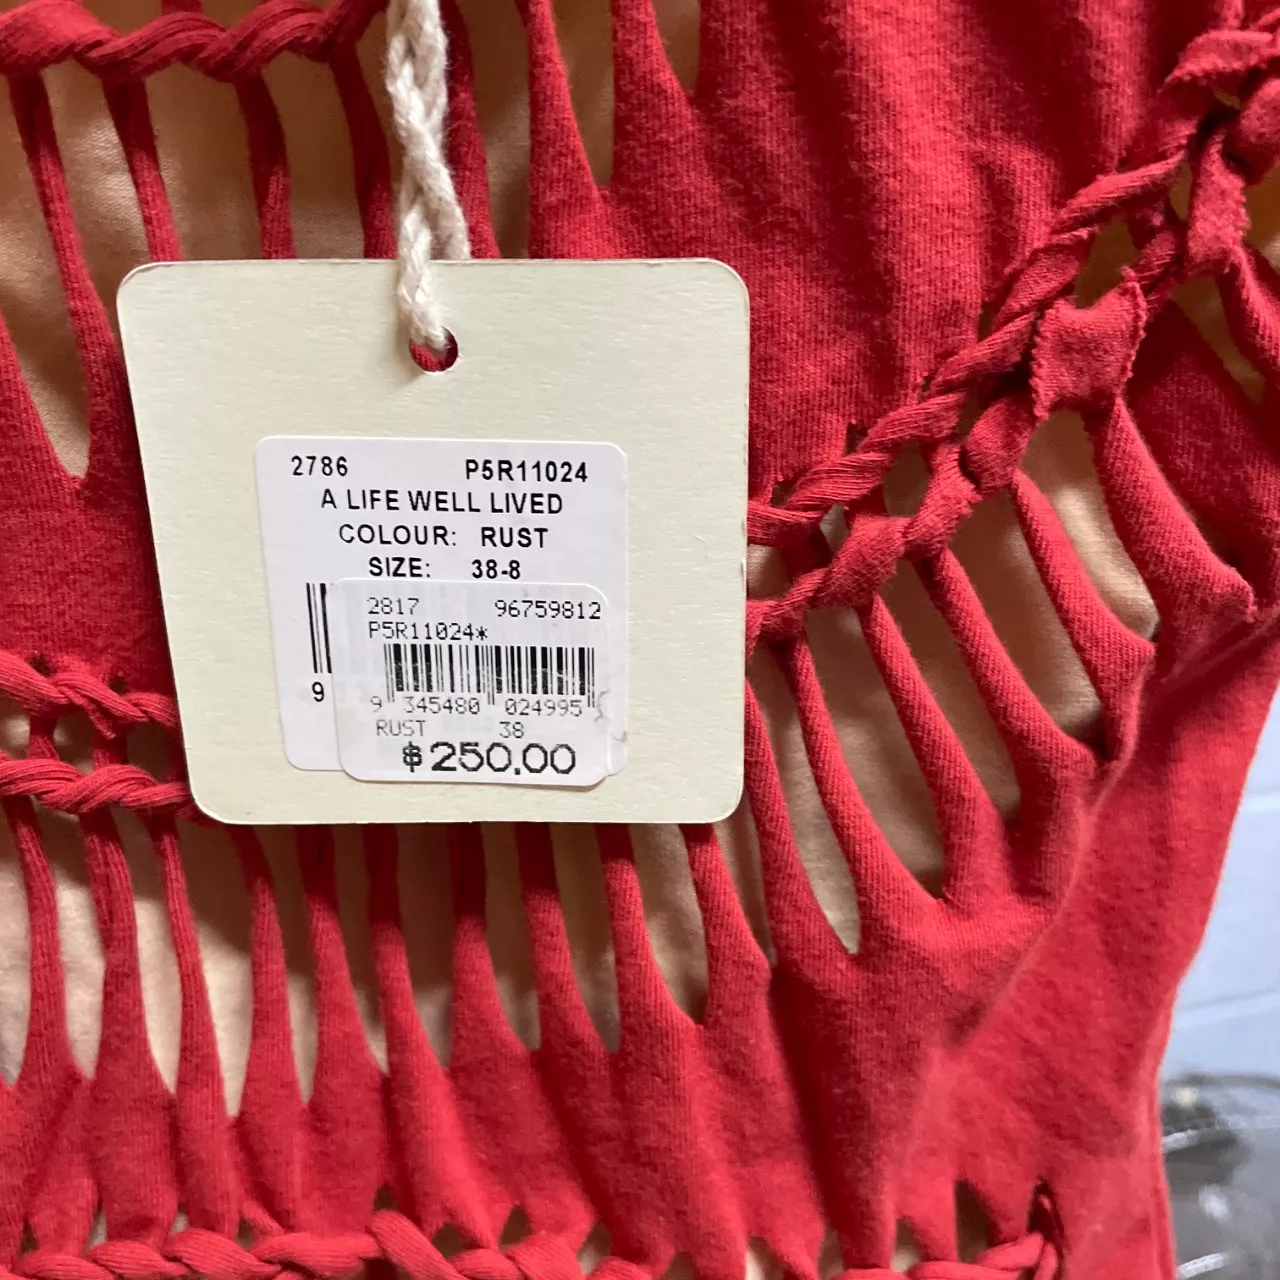 2786 P5R11024
A LIFE WELL LIVED
COLOUR: RUST
SIZE: 38-8
2817 96759812
P5R11024*
9
9 345480 024995
RUST 38
$250.00